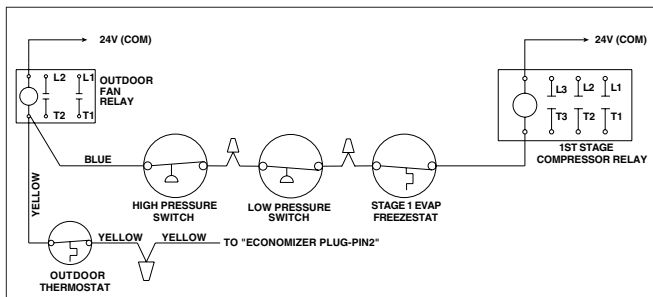 24V (COM)
24V (COM)
L2 L1
OUTDOOR
FAN
RELAY
T2 T1
L3 L2 L1
T3 T2 T1
1ST STAGE
COMPRESSOR RELAY
BLUE
YELLOW
HIGH PRESSURE
SWITCH
LOW PRESSURE
SWITCH
STAGE 1 EVAP
FREEZESTAT
YELLOW
YELLOW
TO "ECONOMIZER PLUG-PIN2"
OUTDOOR
THERMOSTAT